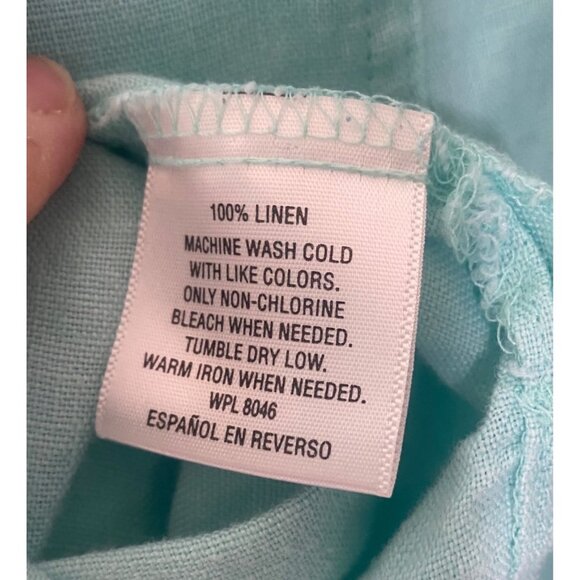 100% LINEN
MACHINE WASH COLD
WITH LIKE COLORS.
ONLY NON-CHLORINE
BLEACH WHEN NEEDED.
TUMBLE DRY LOW.
WARM IRON WHEN NEEDED.
WPL 8046
ESPAÑOL EN REVERSO